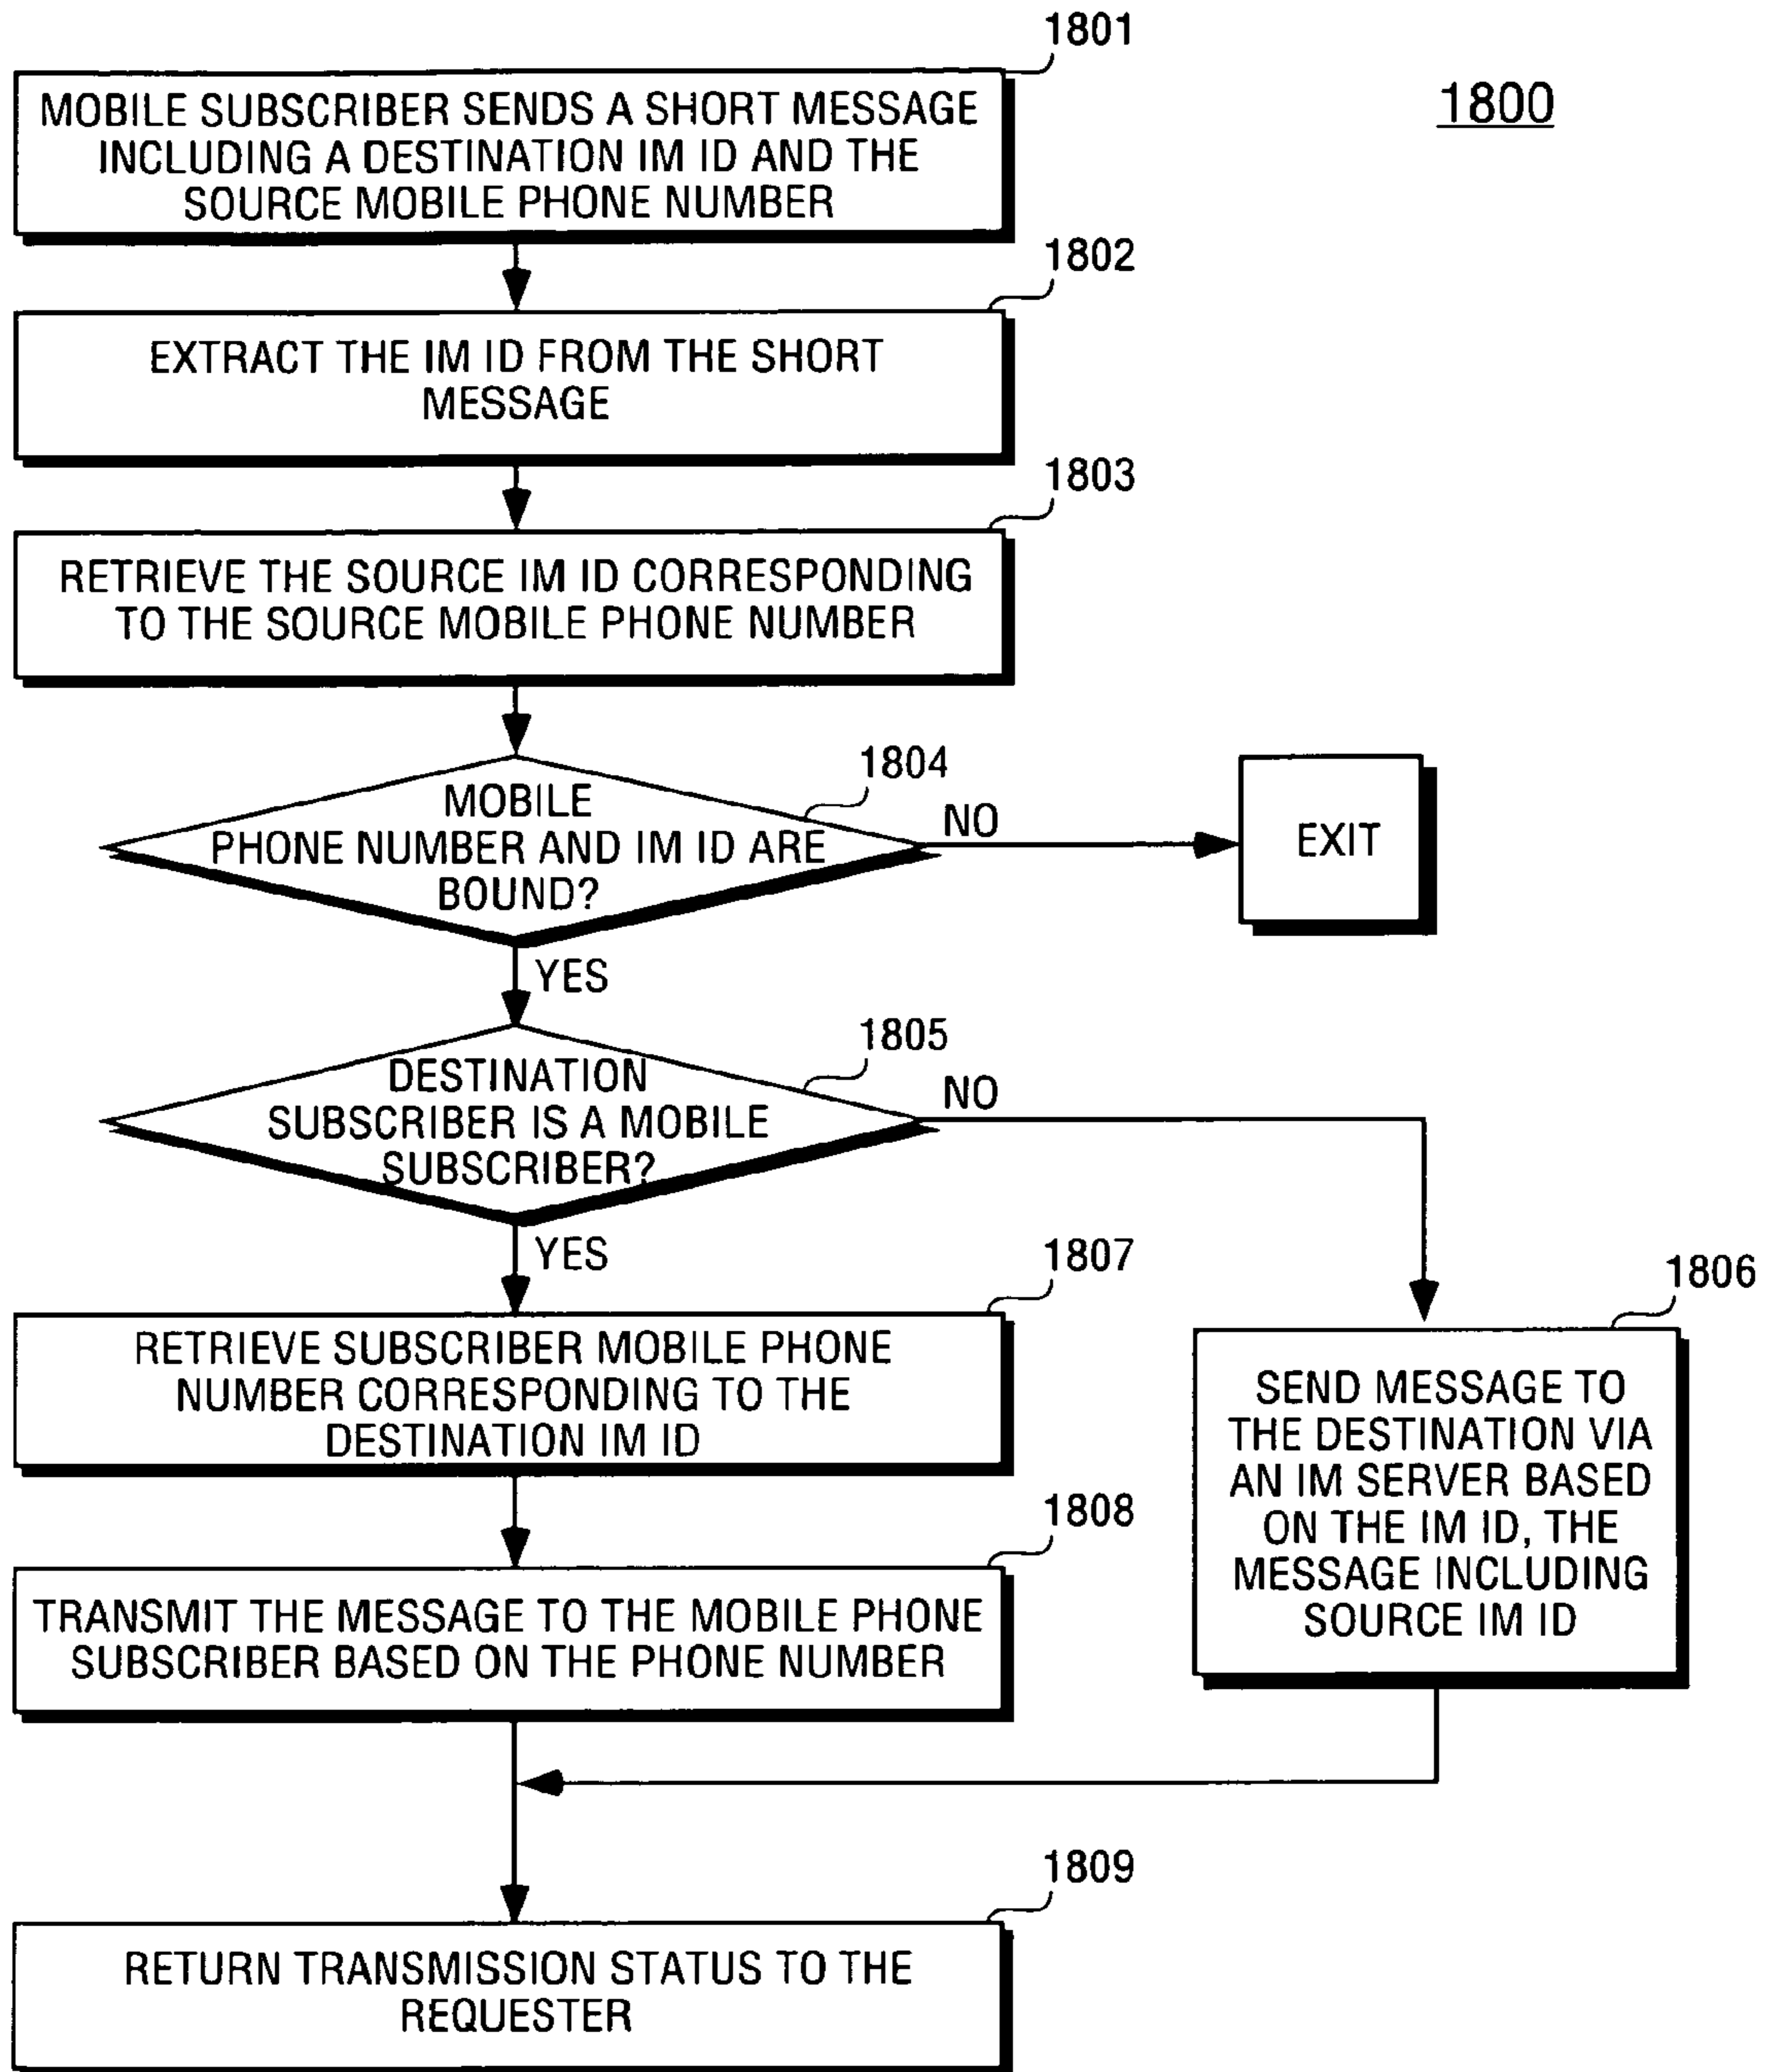 1801
1800
MOBILE SUBSCRIBER SENDS A SHORT MESSAGE
INCLUDING A DESTINATION IM ID AND THE
SOURCE MOBILE PHONE NUMBER
1802
EXTRACT THE IM ID FROM THE SHORT
MESSAGE
1803
RETRIEVE THE SOURCE IM ID CORRESPONDING
TO THE SOURCE MOBILE PHONE NUMBER
1804
MOBILE
PHONE NUMBER AND IM ID ARE
BOUND?
NO
EXIT
YES
1805
DESTINATION
SUBSCRIBER IS A MOBILE
SUBSCRIBER?
NO
YES
1807
RETRIEVE SUBSCRIBER MOBILE PHONE
NUMBER CORRESPONDING TO THE
DESTINATION IM ID
1806
SEND MESSAGE TO
THE DESTINATION VIA
AN IM SERVER BASED
ON THE IM ID, THE
MESSAGE INCLUDING
SOURCE IM ID
1808
TRANSMIT THE MESSAGE TO THE MOBILE PHONE
SUBSCRIBER BASED ON THE PHONE NUMBER
1809
RETURN TRANSMISSION STATUS TO THE
REQUESTER